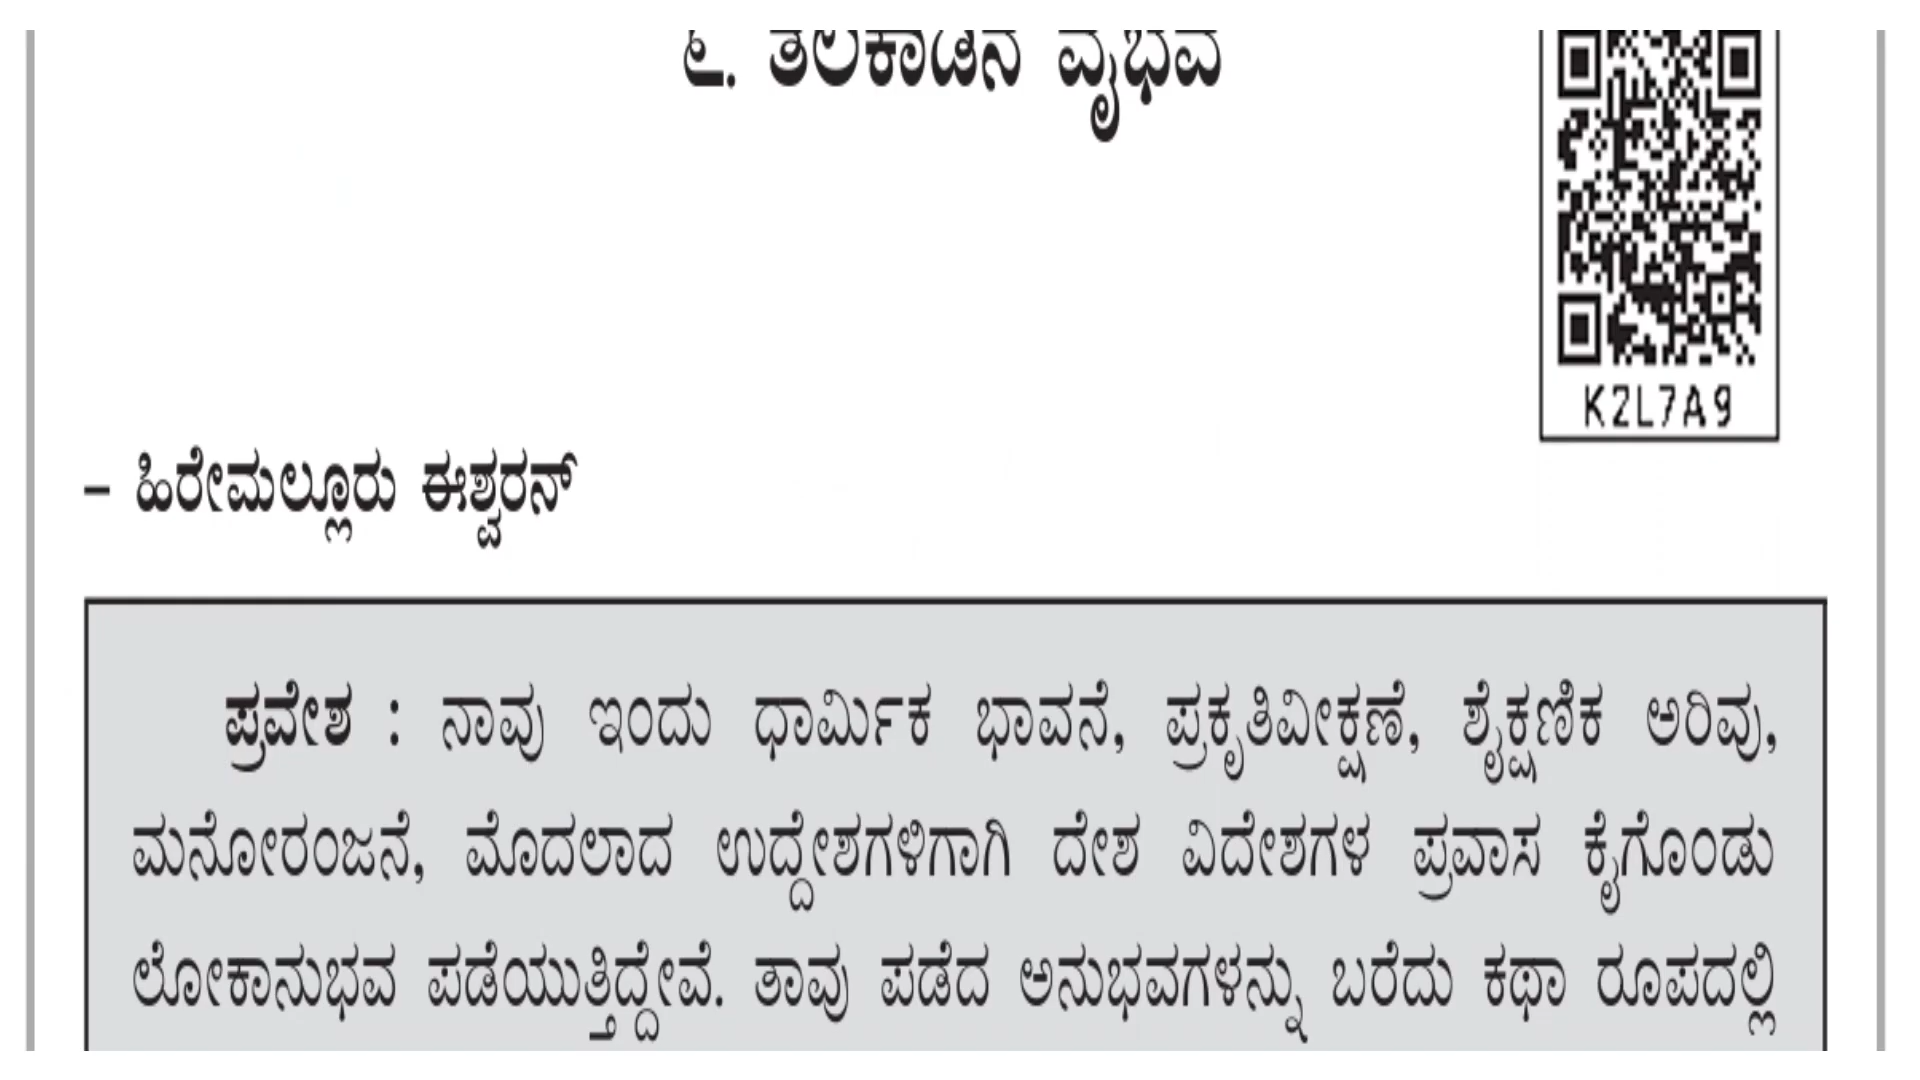 ೬. ತಲಕಾಡಿನ ವೈಭವ
K2L7A9
– ಹಿರೇಮಲ್ಲೂರು ಈಶ್ವರನ್
ಪ್ರವೇಶ : ನಾವು ಇಂದು ಧಾರ್ಮಿಕ ಭಾವನೆ, ಪ್ರಕೃತಿವೀಕ್ಷಣೆ, ಶೈಕ್ಷಣಿಕ ಅರಿವು,
ಮನೋರಂಜನೆ, ಮೊದಲಾದ ಉದ್ದೇಶಗಳಿಗಾಗಿ ದೇಶ ವಿದೇಶಗಳ ಪ್ರವಾಸ ಕೈಗೊಂಡು
ಲೋಕಾನುಭವ ಪಡೆಯುತ್ತಿದ್ದೇವೆ. ತಾವು ಪಡೆದ ಅನುಭವಗಳನ್ನು ಬರೆದು ಕಥಾ ರೂಪದಲ್ಲಿ